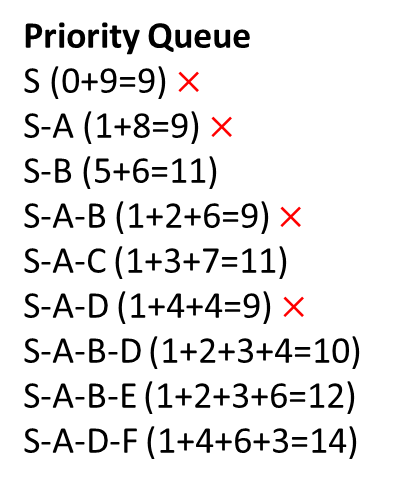 Priority Queue
S (0+9=9) ×
S-A (1+8=9) ×
S-B (5+6=11)
S-A-B (1+2+6=9) ×
S-A-C (1+3+7=11)
S-A-D (1+4+4=9) ×
S-A-B-D (1+2+3+4=10)
S-A-B-E (1+2+3+6=12)
S-A-D-F (1+4+6+3=14)